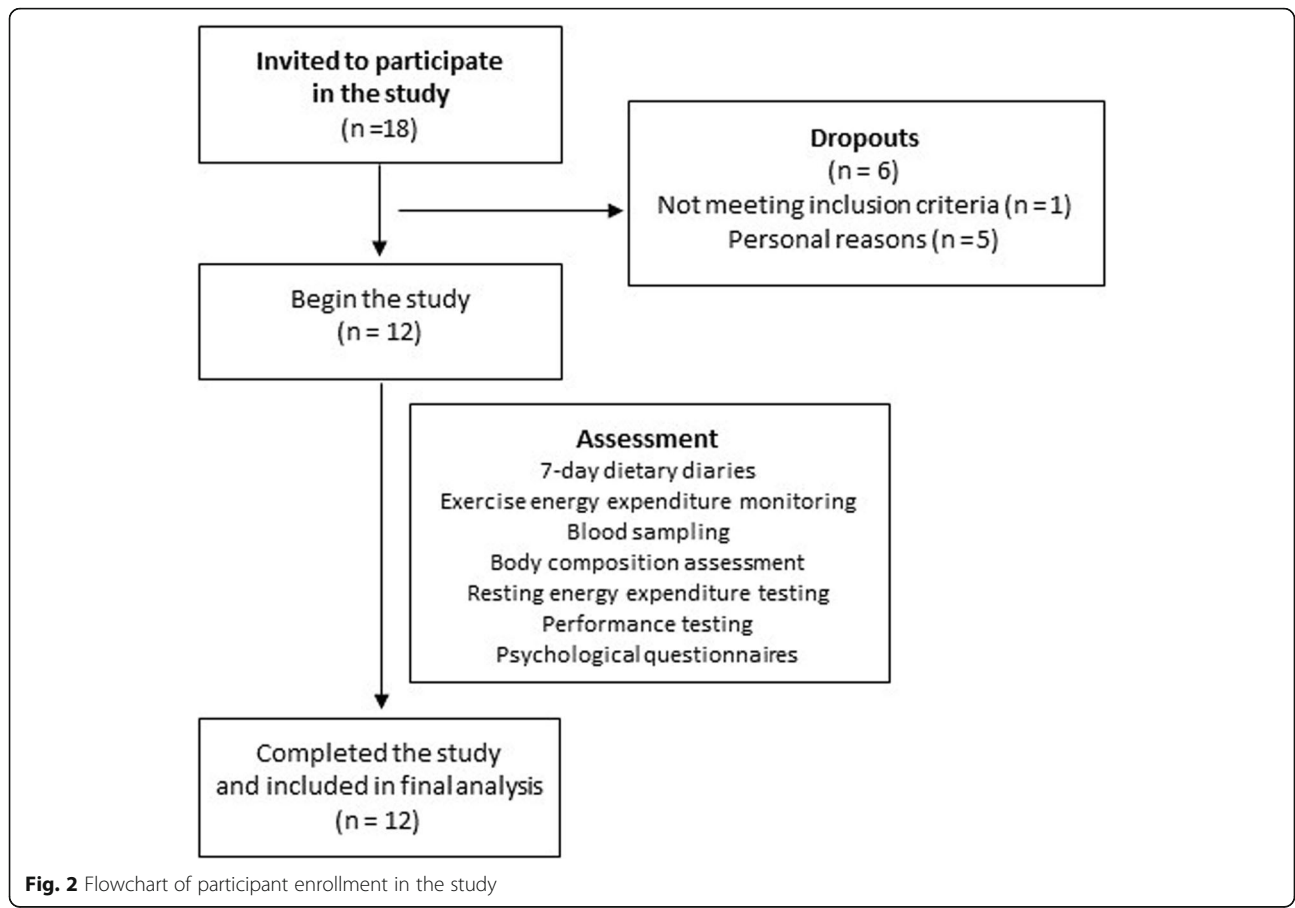 Invited to participate
in the study
(n =18)
Dropouts
(n = 6)
Not meeting inclusion criteria (n = 1)
Personal reasons (n = 5)
Begin the study
(n = 12)
Assessment
7-day dietary diaries
Exercise energy expenditure monitoring
Blood sampling
Body composition assessment
Resting energy expenditure testing
Performance testing
Psychological questionnaires
Completed the study
and included in final analysis
(n = 12)
Fig. 2 Flowchart of participant enrollment in the study